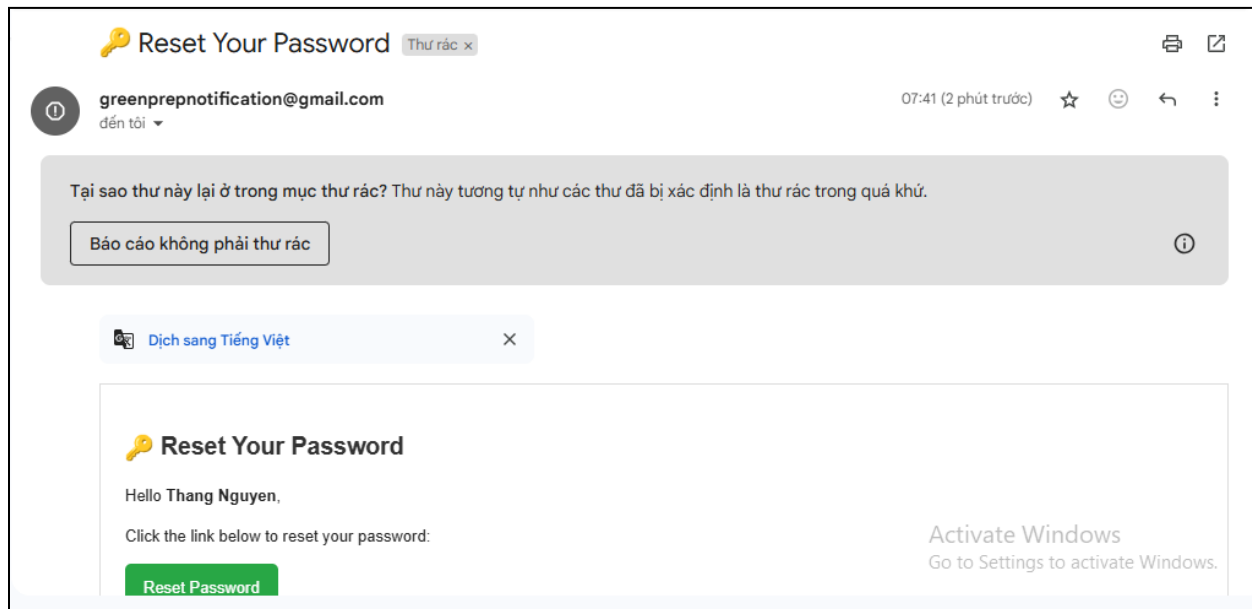 🔑 Reset Your Password Thư rác ×
greenprepnotification@gmail.com 07:41 (2 phút trước)
đến tôi
Tại sao thư này lại ở trong mục thư rác? Thư này tương tự như các thư đã bị xác định là thư rác trong quá khứ.
Báo cáo không phải thư rác
Dịch sang Tiếng Việt
🔑 Reset Your Password
Hello Thang Nguyen,
Click the link below to reset your password:
Reset Password
Activate Windows
Go to Settings to activate Windows.